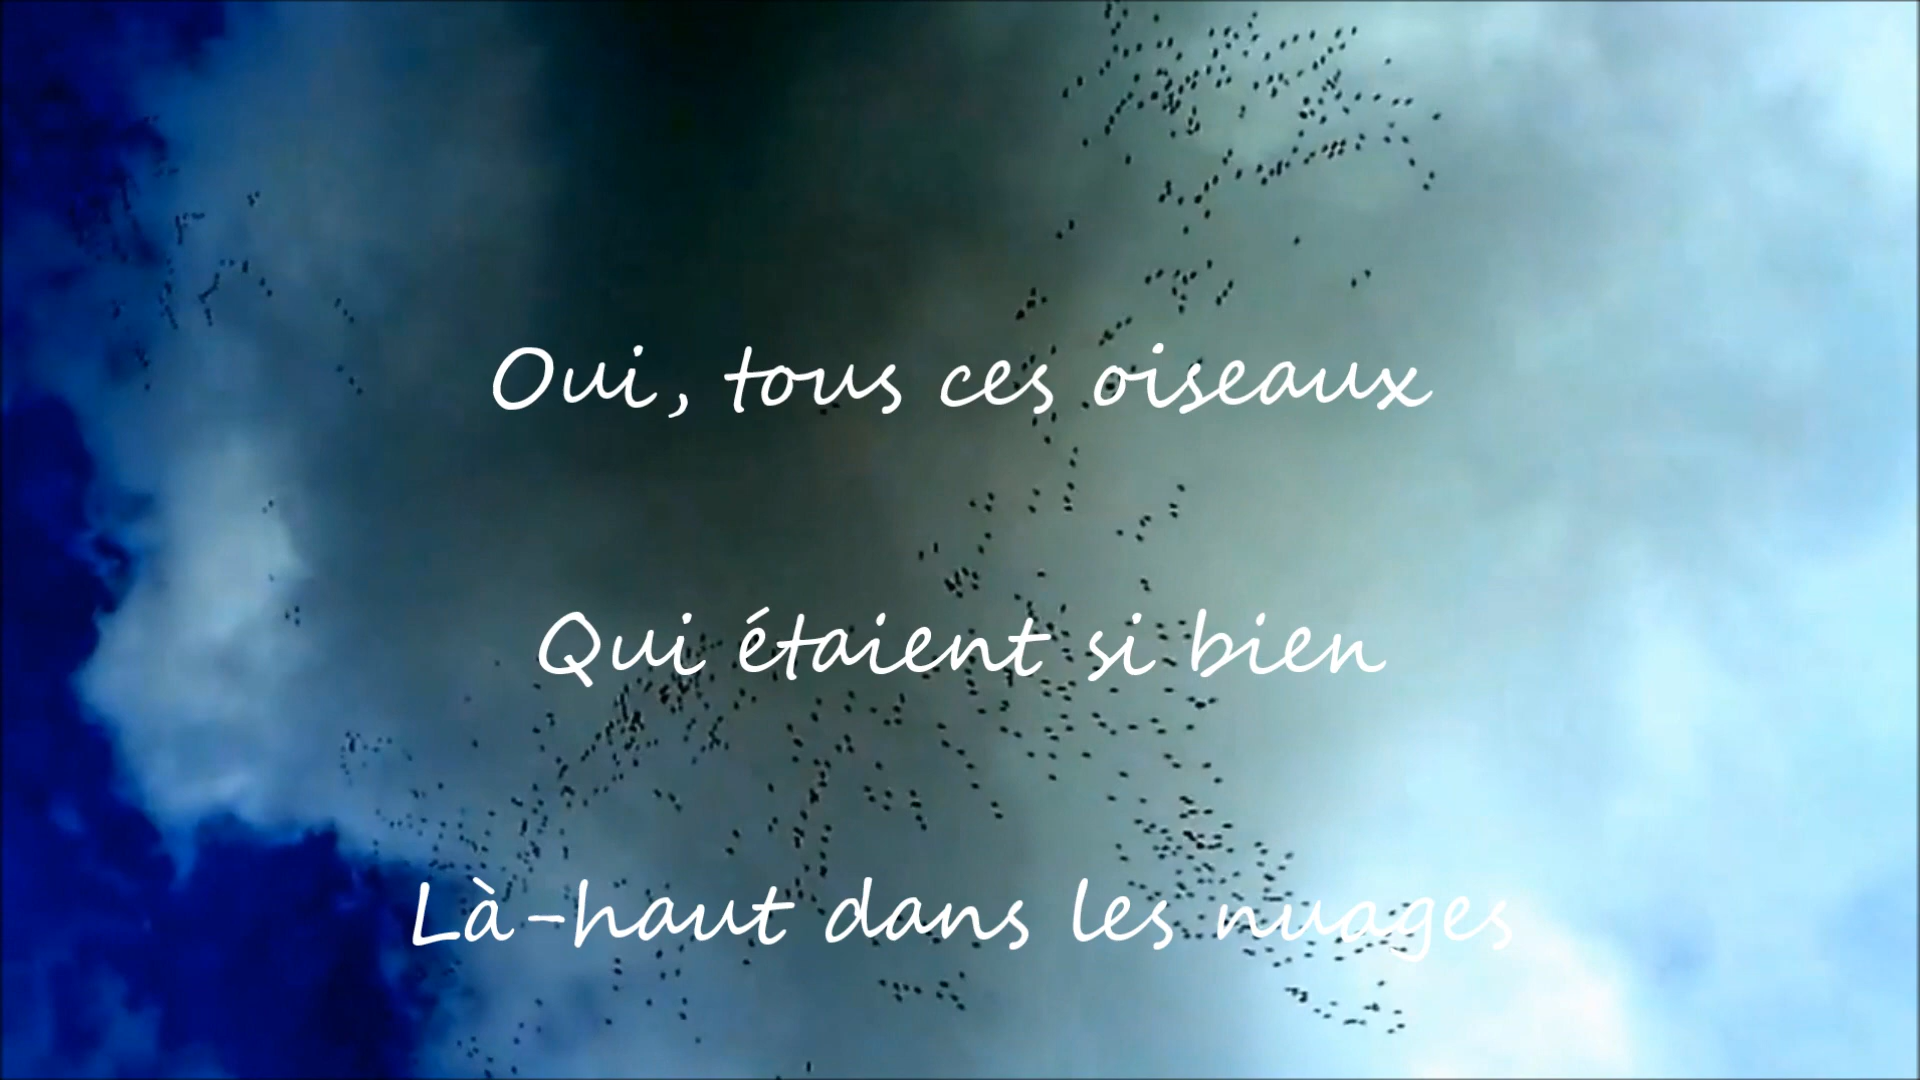 Oui, tous ces oiseaux
Qui étaient si bien
Là-haut dans les nuages